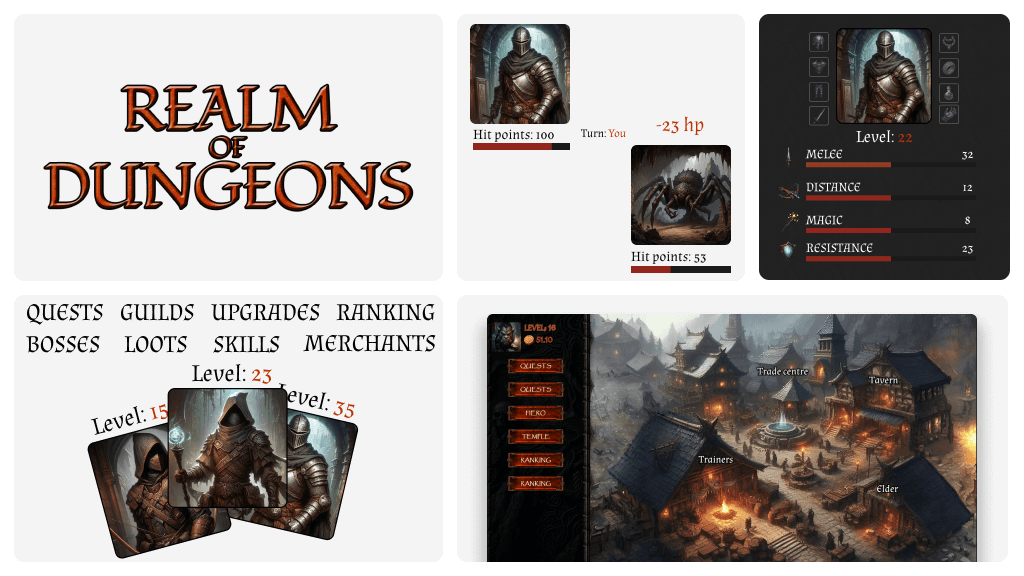 REALM
OF
DUNGEONS
Hit points: 100
Turn: You
-23 hp
Hit points: 53
Level: 22
MELEE 32
DISTANCE 12
MAGIC 8
RESISTANCE 23
QUESTS GUILDS UPGRADES RANKING
BOSSES LOOTS SKILLS MERCHANTS
Level: 23
Level: 15
Level: 35
LEVEL: 16
51,10
QUESTS
QUESTS
HERO
TEMPLE
RANKING
RANKING
Trade centre
Tavern
Trainers
Elder